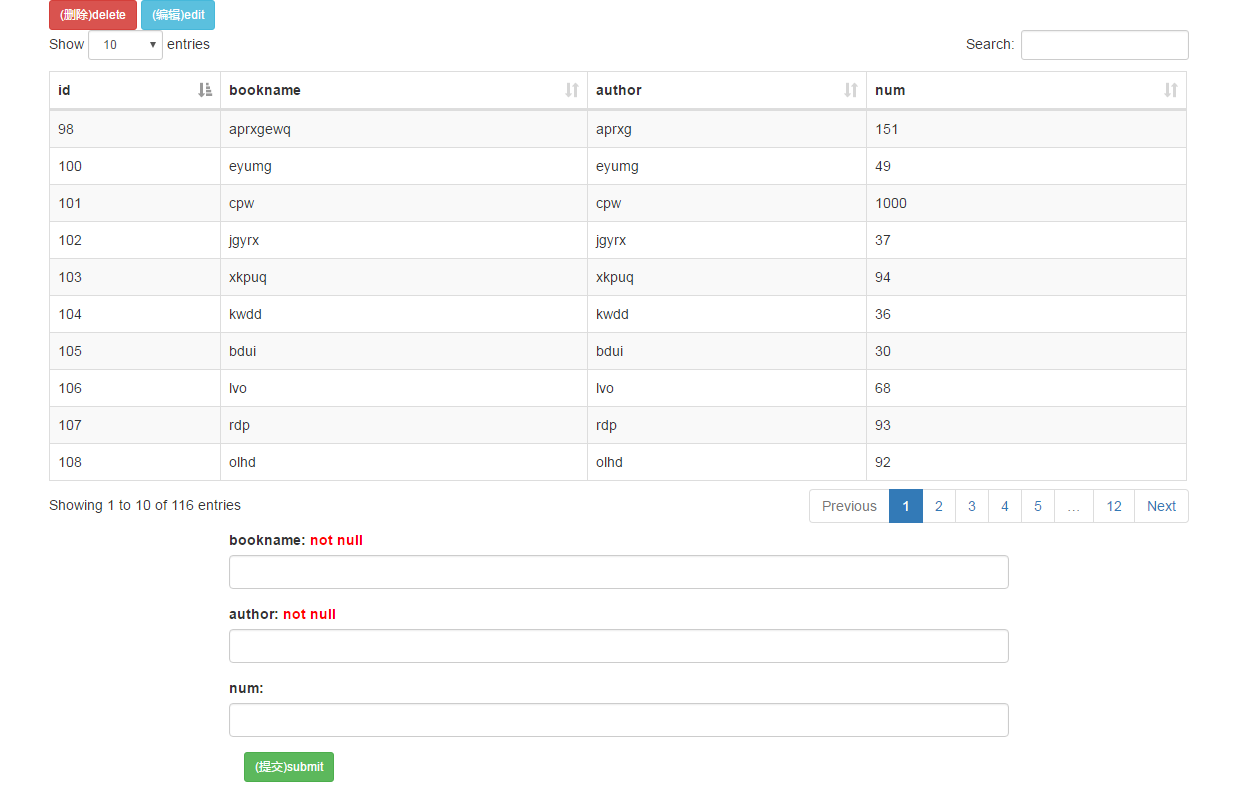 (删除)delete (编辑)edit
Show 10 entries Search:
id bookname author num
98 aprxgewq aprxg 151
100 eyumg eyumg 49
101 cpw cpw 1000
102 jgyrx jgyrx 37
103 xkpuq xkpuq 94
104 kwdd kwdd 36
105 bdui bdui 30
106 lvo lvo 68
107 rdp rdp 93
108 olhd olhd 92
Showing 1 to 10 of 116 entries Previous 1 2 3 4 5 … 12 Next
bookname: not null
author: not null
num:
(提交)submit